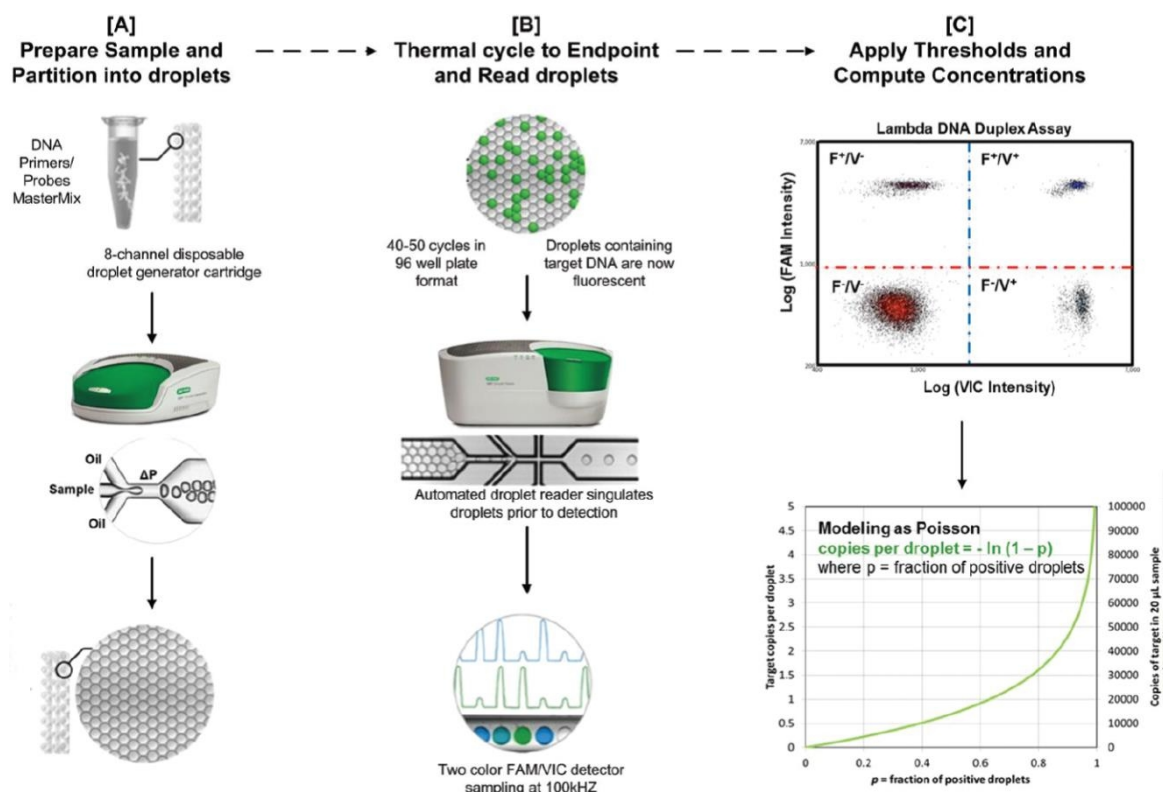 [A]
Prepare Sample and
Partition into droplets
DNA
Primers/
Probes
MasterMix
8-channel disposable
droplet generator cartridge
Oil
ΔP
Sample
Oil
[B]
Thermal cycle to Endpoint
and Read droplets
40-50 cycles in
96 well plate
format
Droplets containing
target DNA are now
fluorescent
Automated droplet reader singulates
droplets prior to detection
Two color FAM/VIC detector
sampling at 100kHZ
[C]
Apply Thresholds and
Compute Concentrations
Lambda DNA Duplex Assay
7,000
F⁺/V⁻
F⁺/V⁺
Log (FAM Intensity)
1,000
F⁻/V⁻
F⁻/V⁺
200
400
Log (VIC Intensity)
Modeling as Poisson
copies per droplet = - ln (1 – p)
where p = fraction of positive droplets
Target copies per droplet
5
4.5
4
3.5
3
2.5
2
1.5
1
0.5
0
100000
90000
80000
70000
60000
50000
40000
30000
20000
10000
0
Copies of target in 20 µL sample
0
0.2
0.4
0.6
0.8
1
p = fraction of positive droplets